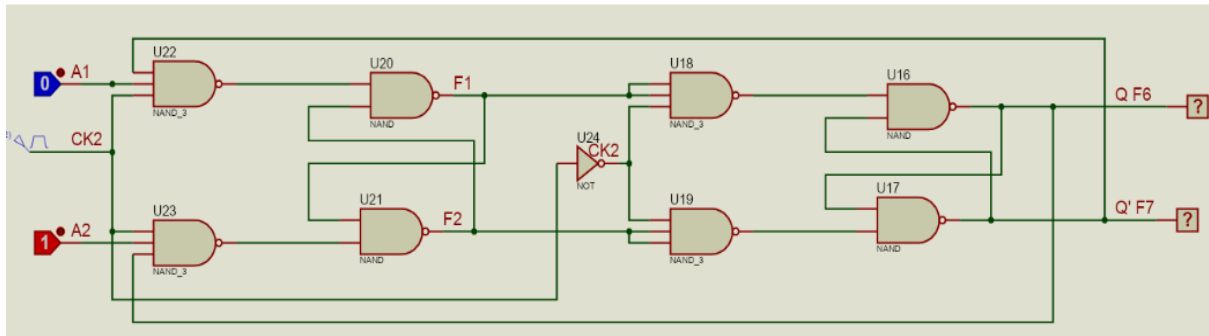 U22
U20
U18
U16
0
A1
F1
Q F6
?
NAND_3
NAND
NAND_3
NAND
U24
CK2
CK2
NOT
U23
U21
U19
U17
1
A2
F2
Q' F7
?
NAND_3
NAND
NAND_3
NAND